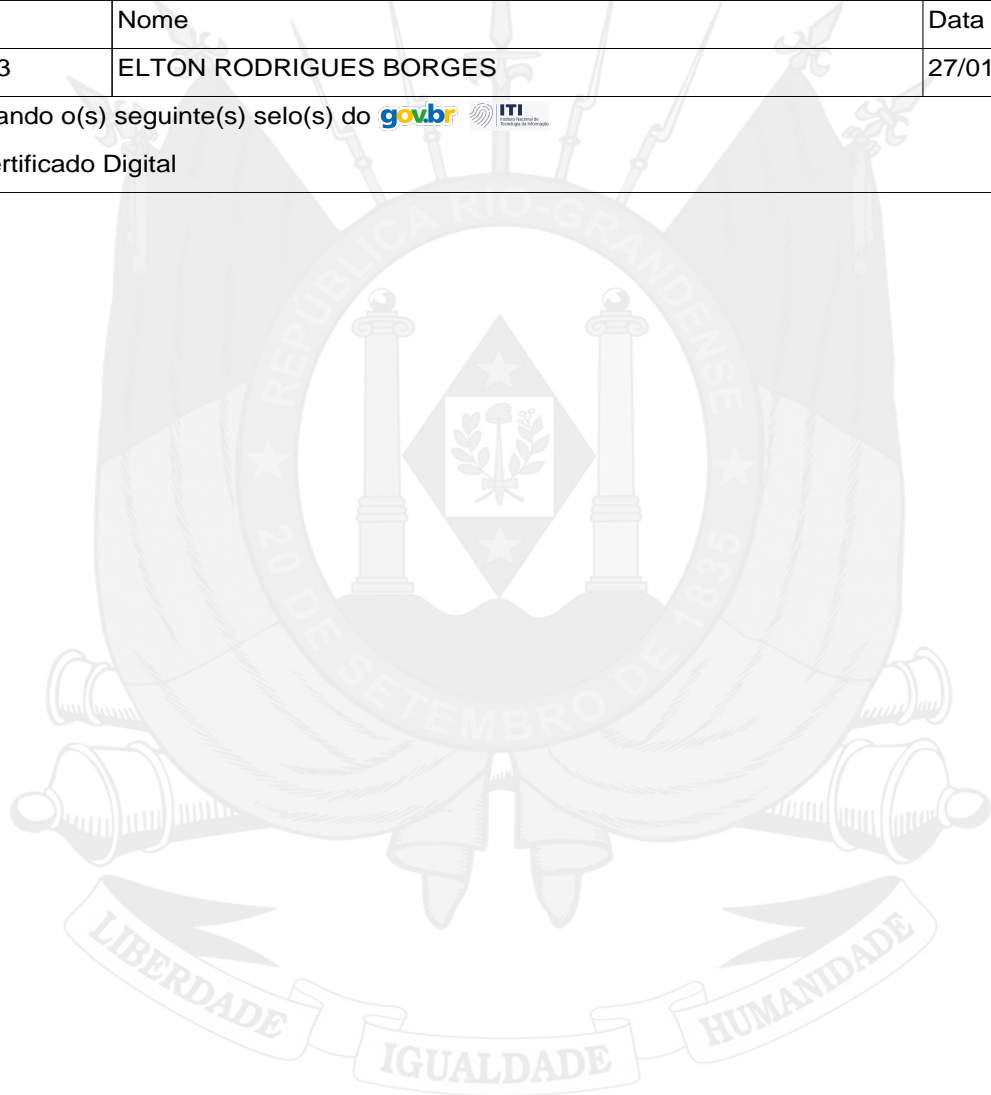 Nome Data
3 ELTON RODRIGUES BORGES 27/01
ando o(s) seguinte(s) selo(s) do gov.br ITI
ertificado Digital
REPÚBLICA RIO-GRANDENSE
20 DE SETEMBRO DE 1835
LIBERDADE IGUALDADE HUMANIDADE